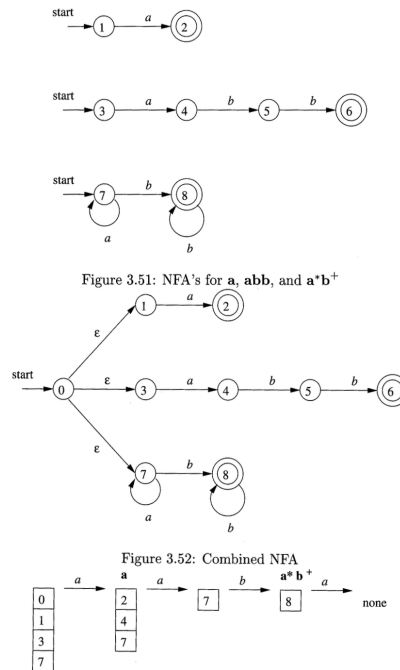 start
1 a 2
start
3 a 4 b 5 b 6
start
7 b 8
a
b
Figure 3.51: NFA's for a, abb, and a*b+
1 a 2
ε
start
0 ε 3 a 4 b 5 b 6
ε
7 b 8
a
b
Figure 3.52: Combined NFA
a a*b+
a a b a
0 2 7 8 none
1 4
3 7
7